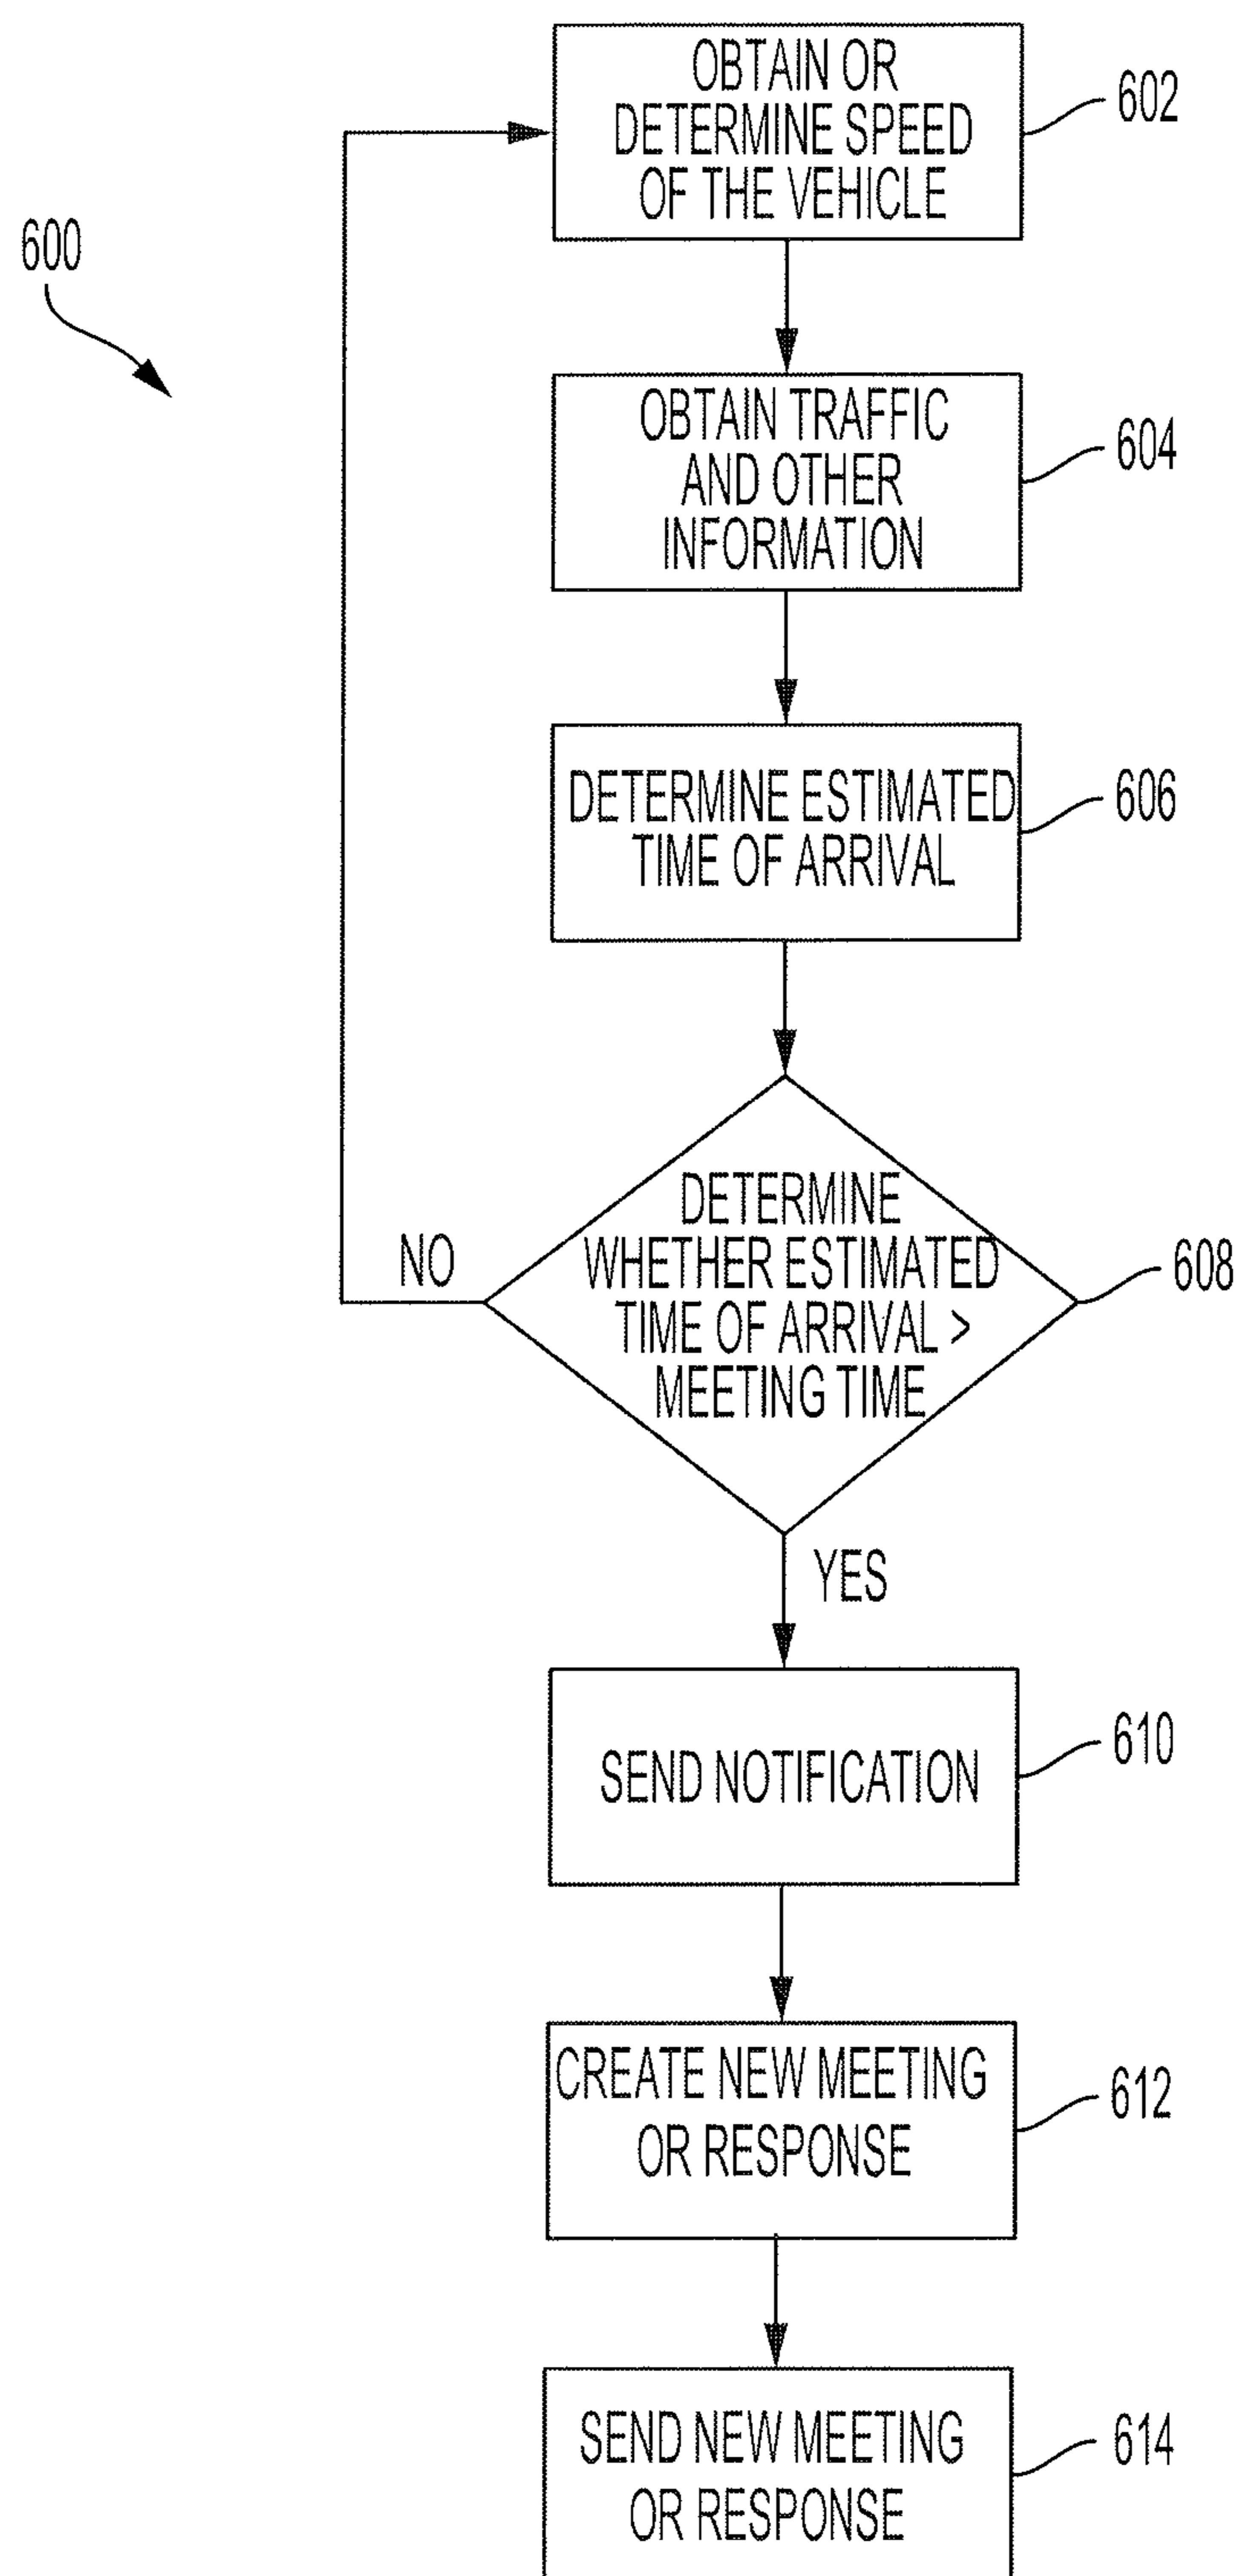 OBTAIN OR
DETERMINE SPEED
OF THE VEHICLE
602
600
OBTAIN TRAFFIC
AND OTHER
INFORMATION
604
DETERMINE ESTIMATED
TIME OF ARRIVAL
606
DETERMINE
WHETHER ESTIMATED
TIME OF ARRIVAL >
MEETING TIME
608
NO
YES
SEND NOTIFICATION
610
CREATE NEW MEETING
OR RESPONSE
612
SEND NEW MEETING
OR RESPONSE
614